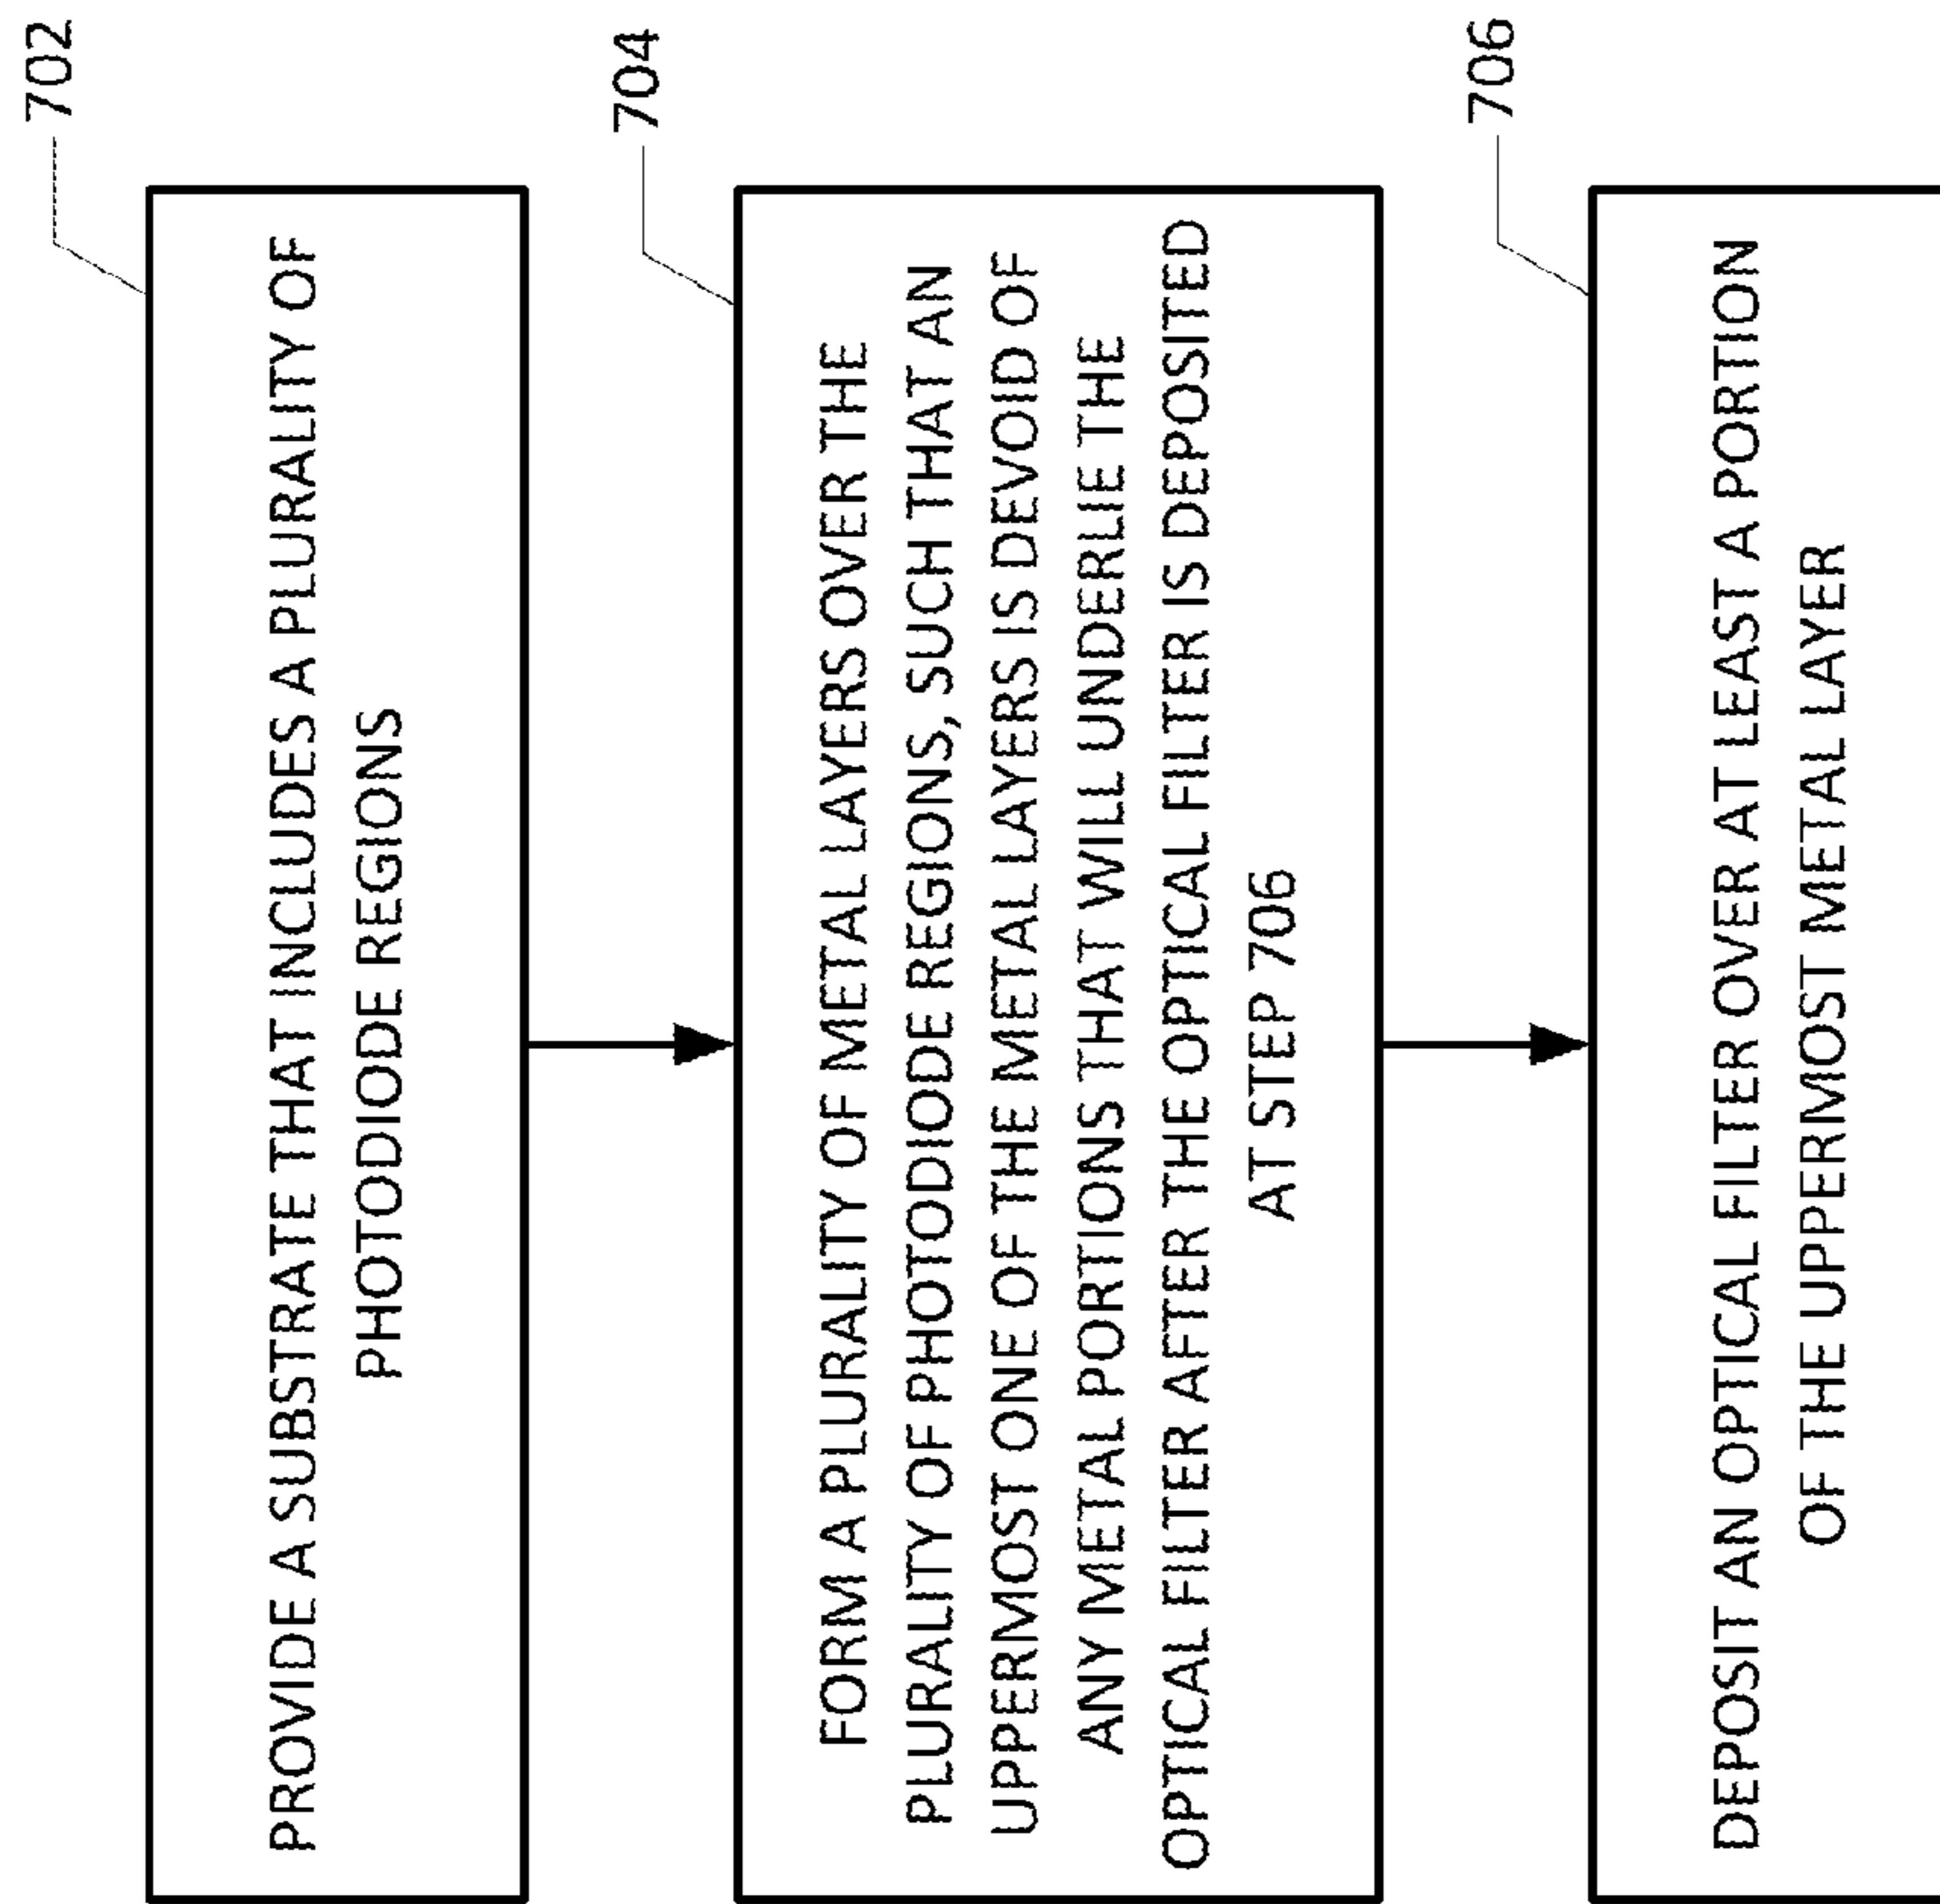 702
PROVIDE A SUBSTRATE THAT INCLUDES A PLURALITY OF
PHOTODIODE REGIONS
704
FORM A PLURALITY OF METAL LAYERS OVER THE
PLURALITY OF PHOTODIODE REGIONS, SUCH THAT AN
UPPERMOST ONE OF THE METAL LAYERS IS DEVOID OF
ANY METAL PORTIONS THAT WILL UNDERLIE THE
OPTICAL FILTER AFTER THE OPTICAL FILTER IS DEPOSITED
AT STEP 706
706
DEPOSIT AN OPTICAL FILTER OVER AT LEAST A PORTION
OF THE UPPERMOST METAL LAYER